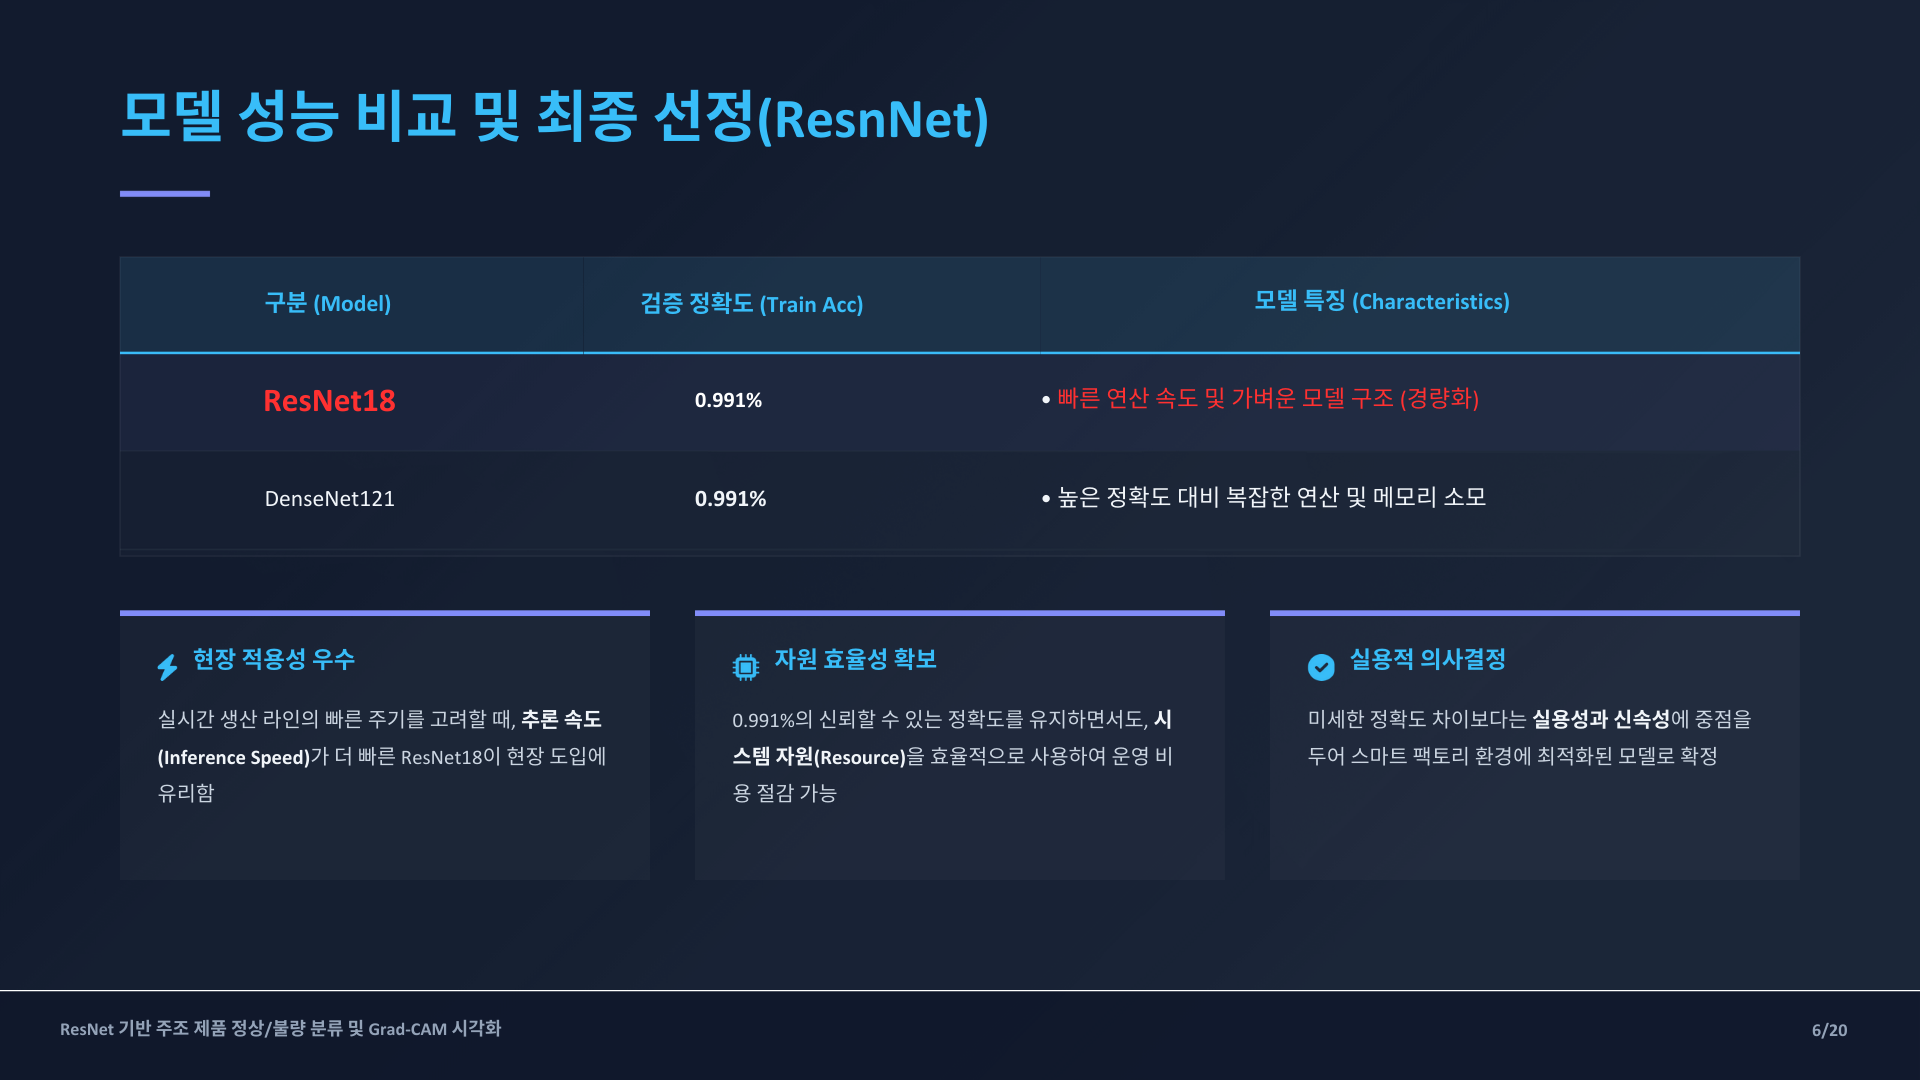 모델 성능 비교 및 최종 선정(ResnNet)
구분 (Model)
검증 정확도 (Train Acc)
모델 특징 (Characteristics)
ResNet18
0.991%
• 빠른 연산 속도 및 가벼운 모델 구조 (경량화)
DenseNet121
0.991%
• 높은 정확도 대비 복잡한 연산 및 메모리 소모
현장 적용성 우수
실시간 생산 라인의 빠른 주기를 고려할 때, 추론 속도
(Inference Speed)가 더 빠른 ResNet18이 현장 도입에
유리함
자원 효율성 확보
0.991%의 신뢰할 수 있는 정확도를 유지하면서도, 시
스템 자원(Resource)을 효율적으로 사용하여 운영 비
용 절감 가능
실용적 의사결정
미세한 정확도 차이보다는 실용성과 신속성에 중점을
두어 스마트 팩토리 환경에 최적화된 모델로 확정
ResNet 기반 주조 제품 정상/불량 분류 및 Grad-CAM 시각화
6/20